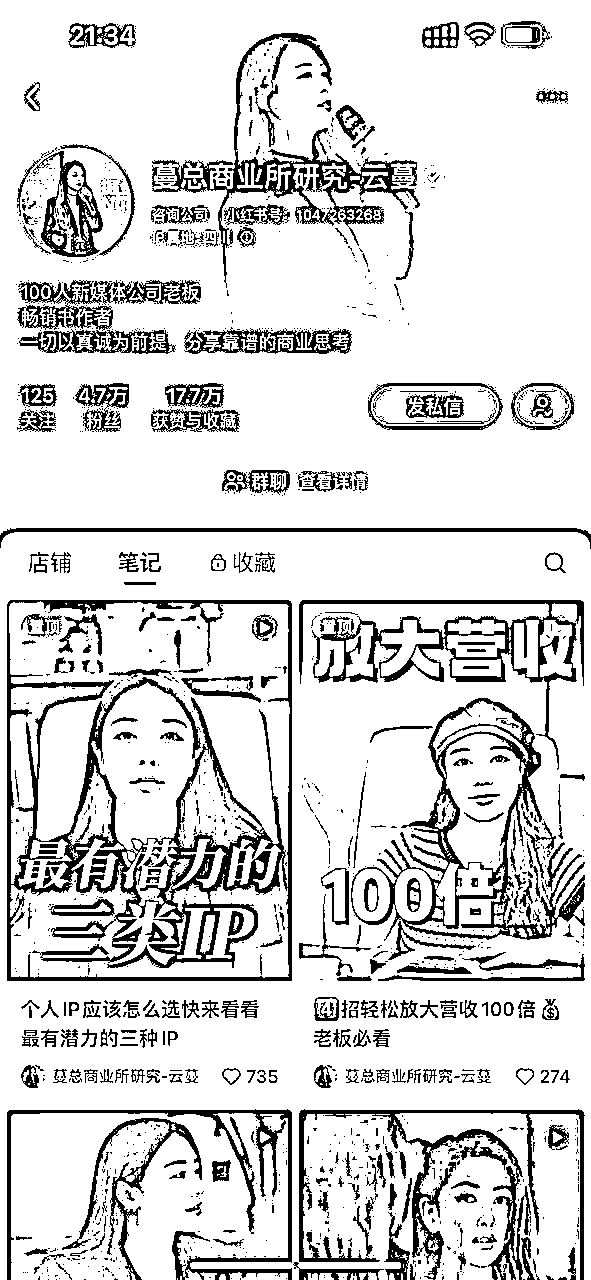 21:34
蔓总商业所研究-云蔓
咨询公司 小红书号：1047263268
IP属地：四川
100人新媒体公司老板
畅销书作者
一切以真诚为前提，分享靠谱的商业思考
125 4.7万 17.7万
关注 粉丝 获赞与收藏
发私信
群聊 查看详情
店铺 笔记 收藏
置顶
最有潜力的
三类IP
置顶
放大营收
100倍
个人IP应该怎么选快来看看
最有潜力的三种IP
蔓总商业所研究-云蔓 735
4招轻松放大营收100倍💰
老板必看
蔓总商业所研究-云蔓 274